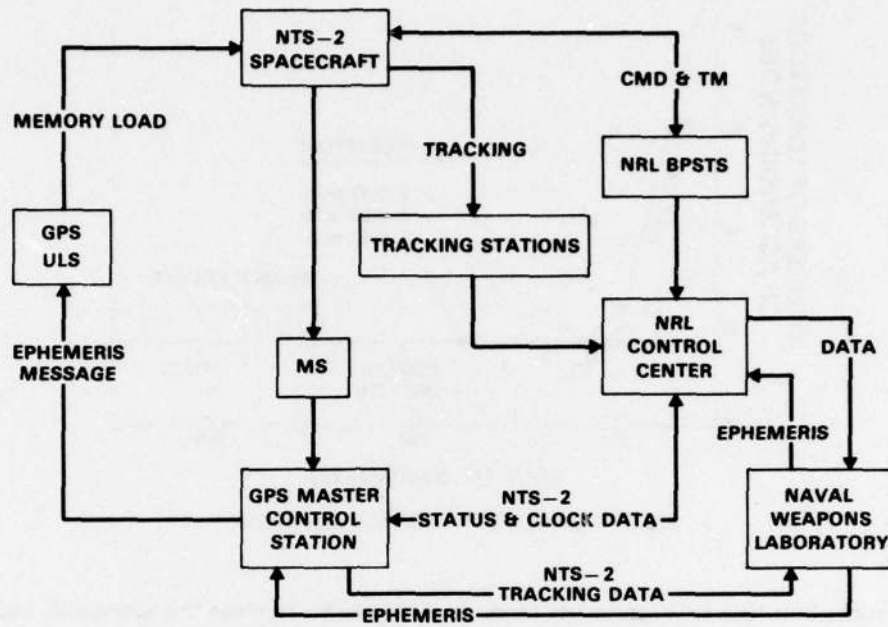 NTS–2
SPACECRAFT
CMD & TM
MEMORY LOAD
TRACKING
NRL BPSTS
GPS
ULS
TRACKING STATIONS
NRL
CONTROL
CENTER
DATA
EPHEMERIS
MESSAGE
MS
EPHEMERIS
GPS MASTER
CONTROL
STATION
NTS–2
STATUS & CLOCK DATA
NAVAL
WEAPONS
LABORATORY
NTS–2
TRACKING DATA
EPHEMERIS